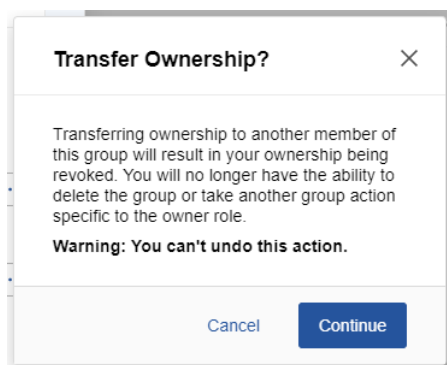 Transfer Ownership?
Transferring ownership to another member of
this group will result in your ownership being
revoked. You will no longer have the ability to
delete the group or take another group action
specific to the owner role.
Warning: You can't undo this action.
Cancel
Continue